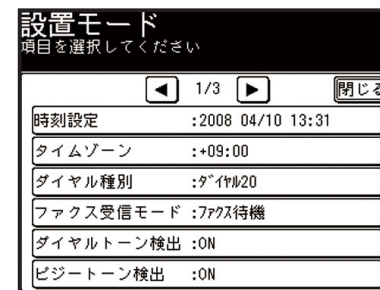 設置モード
項目を選択してください
◀ 1/3 ▶ 閉じる
時刻設定 :2008 04/10 13:31
タイムゾーン :+09:00
ダイヤル種別 :ﾀﾞｲﾔﾙ20
ファクス受信モード :ﾌｧｸｽ待機
ダイヤルトーン検出 :ON
ビジートーン検出 :ON